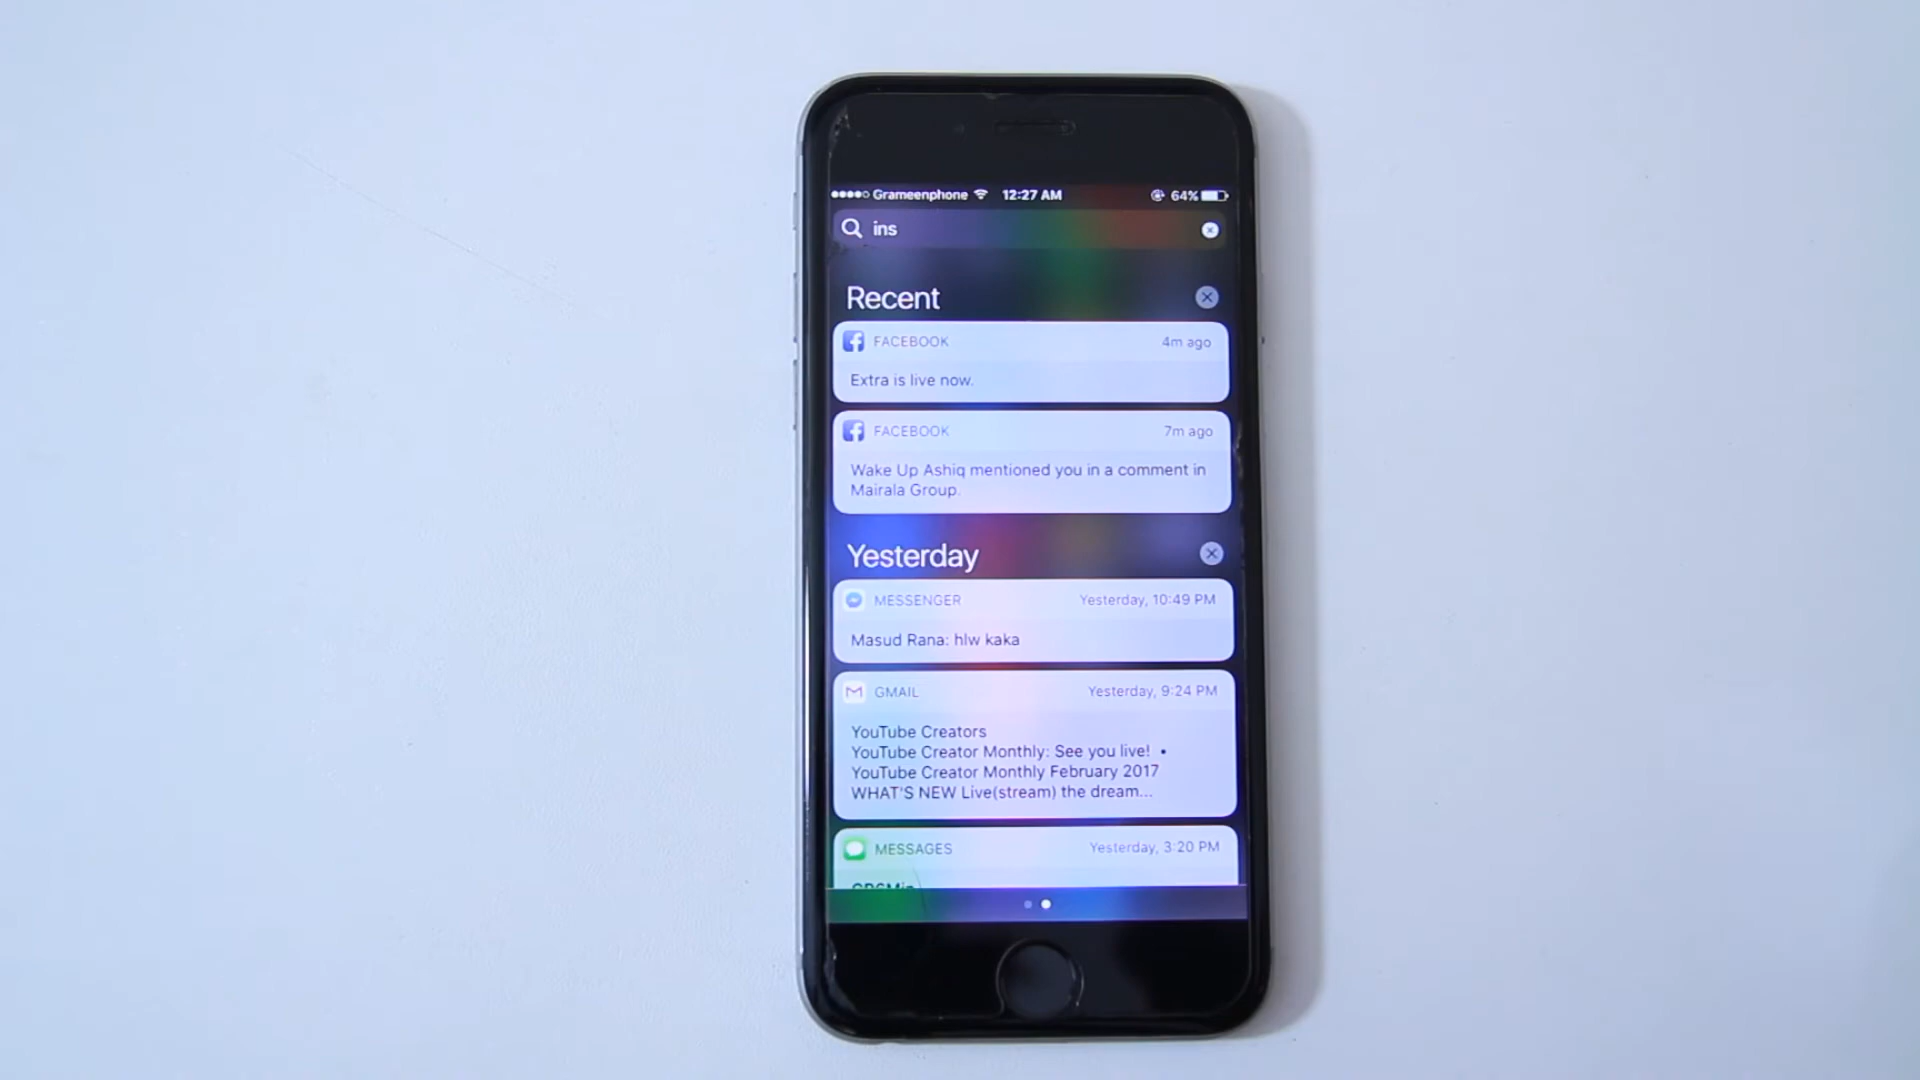 Grameenphone 12:27 AM 64%
ins
Recent
FACEBOOK 4m ago
Extra is live now.
FACEBOOK 7m ago
Wake Up Ashiq mentioned you in a comment in
Mairala Group.
Yesterday
MESSENGER Yesterday, 10:49 PM
Masud Rana: hlw kaka
GMAIL Yesterday, 9:24 PM
YouTube Creators
YouTube Creator Monthly: See you live! •
YouTube Creator Monthly February 2017
WHAT'S NEW Live(stream) the dream...
MESSAGES Yesterday, 3:20 PM